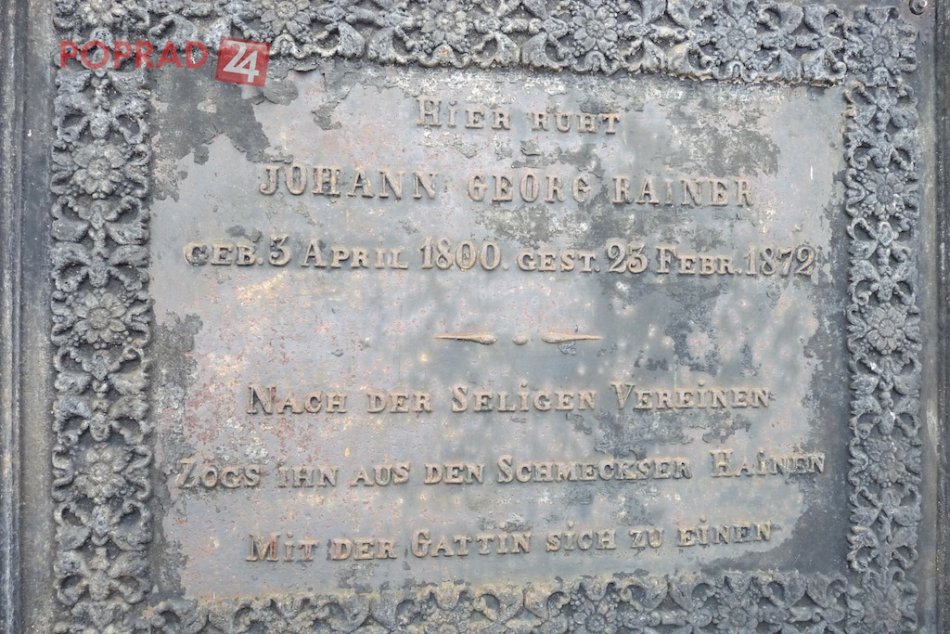 POPRAD 24
HIER RUHT
JOHANN GEORG RAINER
GEB. 3 APRIL 1800. GEST. 23 FEBR. 1872
NACH DER SELIGEN VEREINEN
ZÖGS IHN AUS DEN SCHMECKSER HAINEN
MIT DER GATTIN SICH ZU EINEN